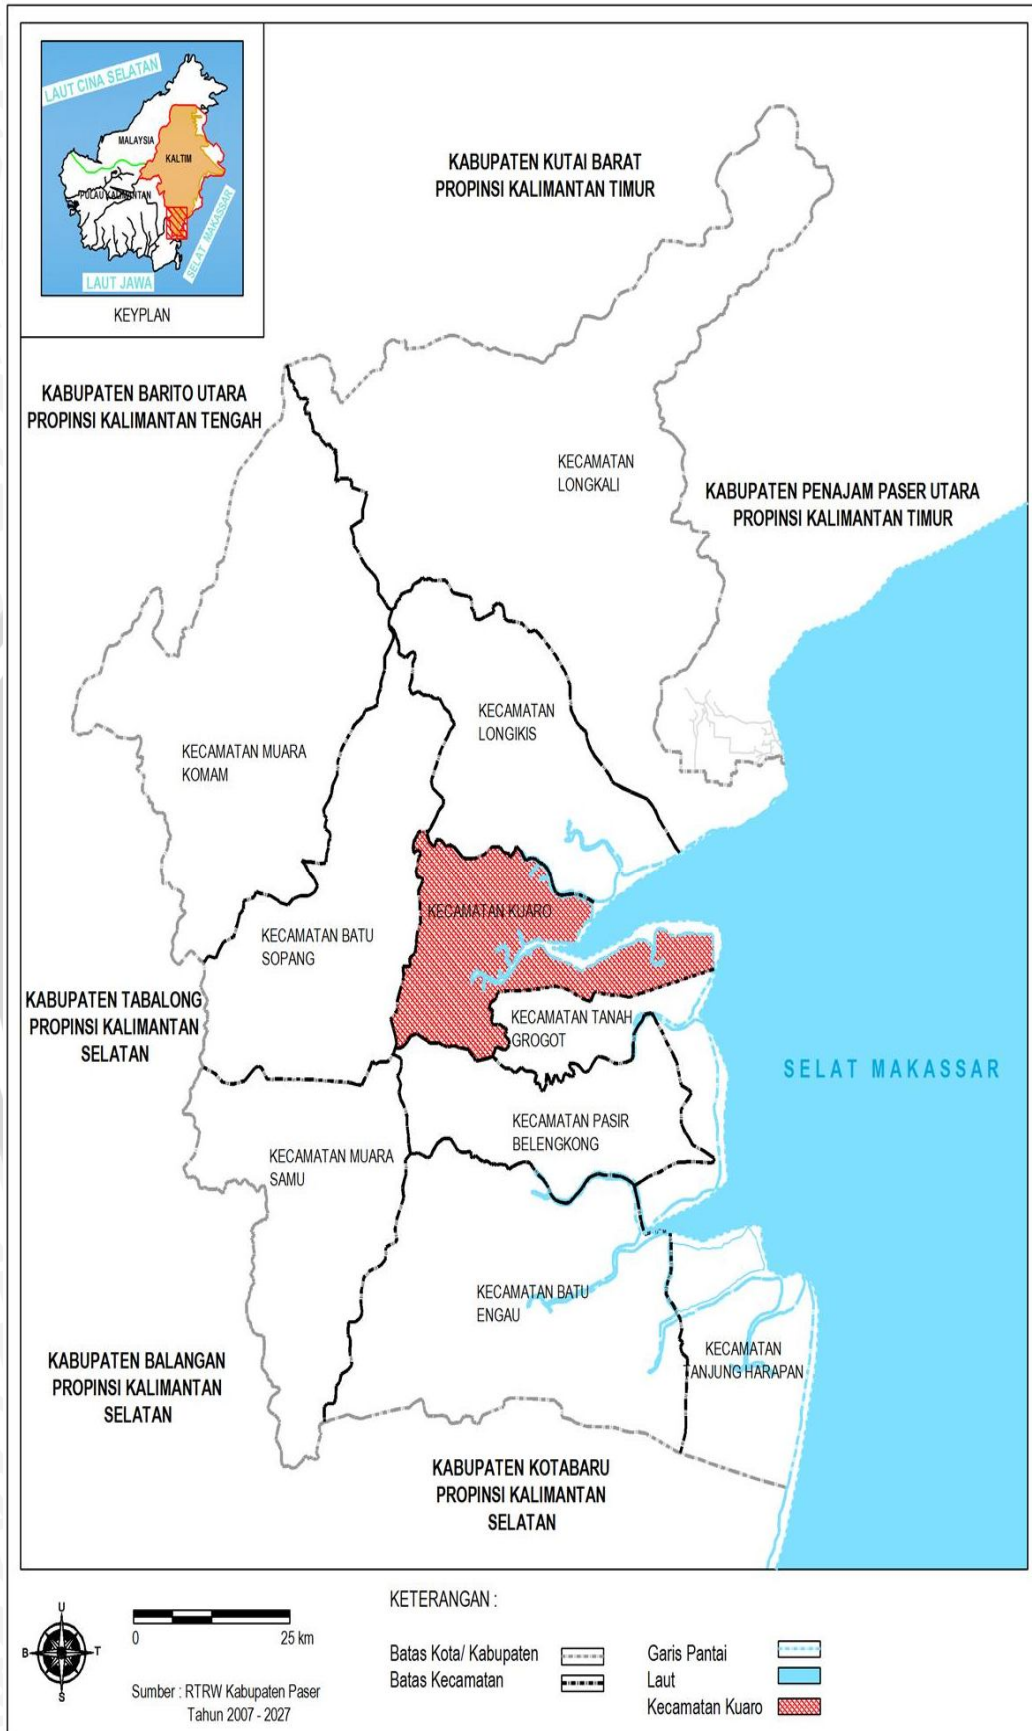 LAUT CINA SELATAN
MALAYSIA
KALTIM
PULAU KALIMANTAN
SELAT MAKASSAR
LAUT JAWA
KEYPLAN
KABUPATEN KUTAI BARAT
PROPINSI KALIMANTAN TIMUR
KABUPATEN BARITO UTARA
PROPINSI KALIMANTAN TENGAH
KECAMATAN
LONGKALI
KABUPATEN PENAJAM PASER UTARA
PROPINSI KALIMANTAN TIMUR
KECAMATAN
LONGIKIS
KECAMATAN MUARA
KOMAM
KECAMATAN KUARO
KECAMATAN BATU
SOPANG
KABUPATEN TABALONG
PROPINSI KALIMANTAN
SELATAN
KECAMATAN TANAH
GROGOT
SELAT MAKASSAR
KECAMATAN PASIR
BELENGKONG
KECAMATAN MUARA
SAMU
KECAMATAN BATU
ENGAU
KECAMATAN
TANJUNG HARAPAN
KABUPATEN BALANGAN
PROPINSI KALIMANTAN
SELATAN
KABUPATEN KOTABARU
PROPINSI KALIMANTAN
SELATAN
U
B
T
S
0
25 km
Sumber : RTRW Kabupaten Paser
Tahun 2007 - 2027
KETERANGAN :
Batas Kota/ Kabupaten
Batas Kecamatan
Garis Pantai
Laut
Kecamatan Kuaro